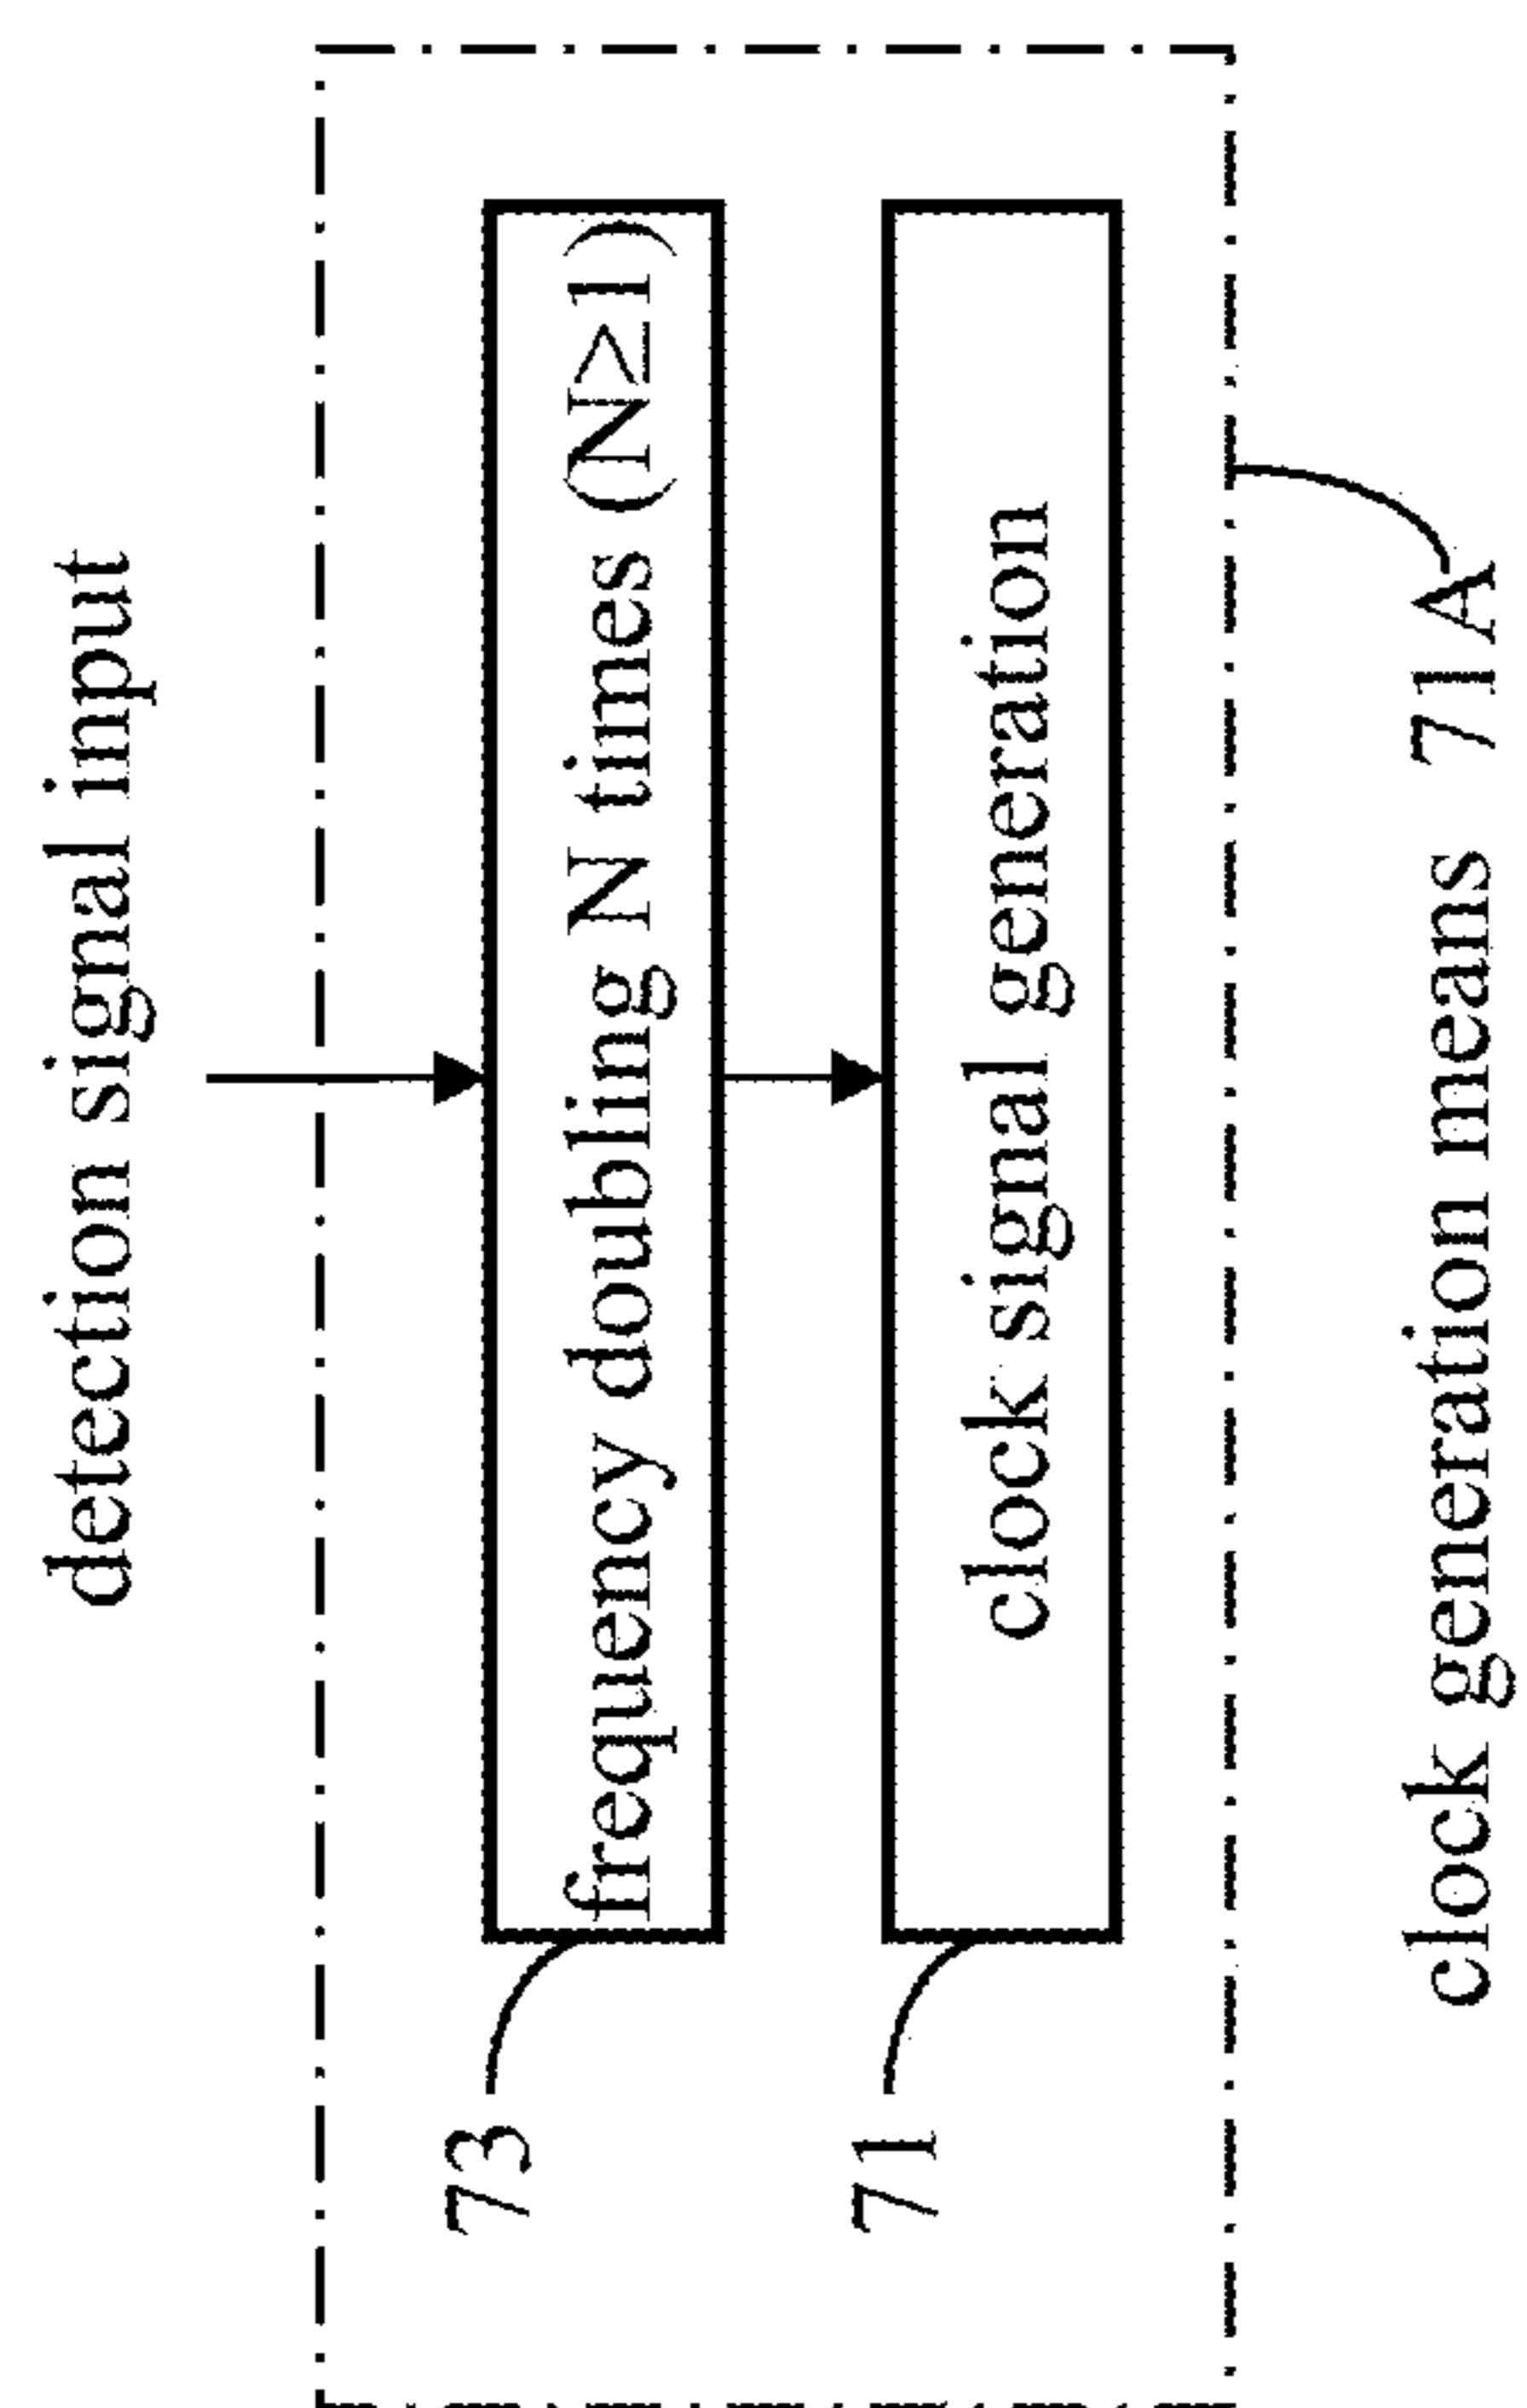 detection signal input
73
frequency doubling N times (N≥1)
71
clock signal generation
clock generation means 71A